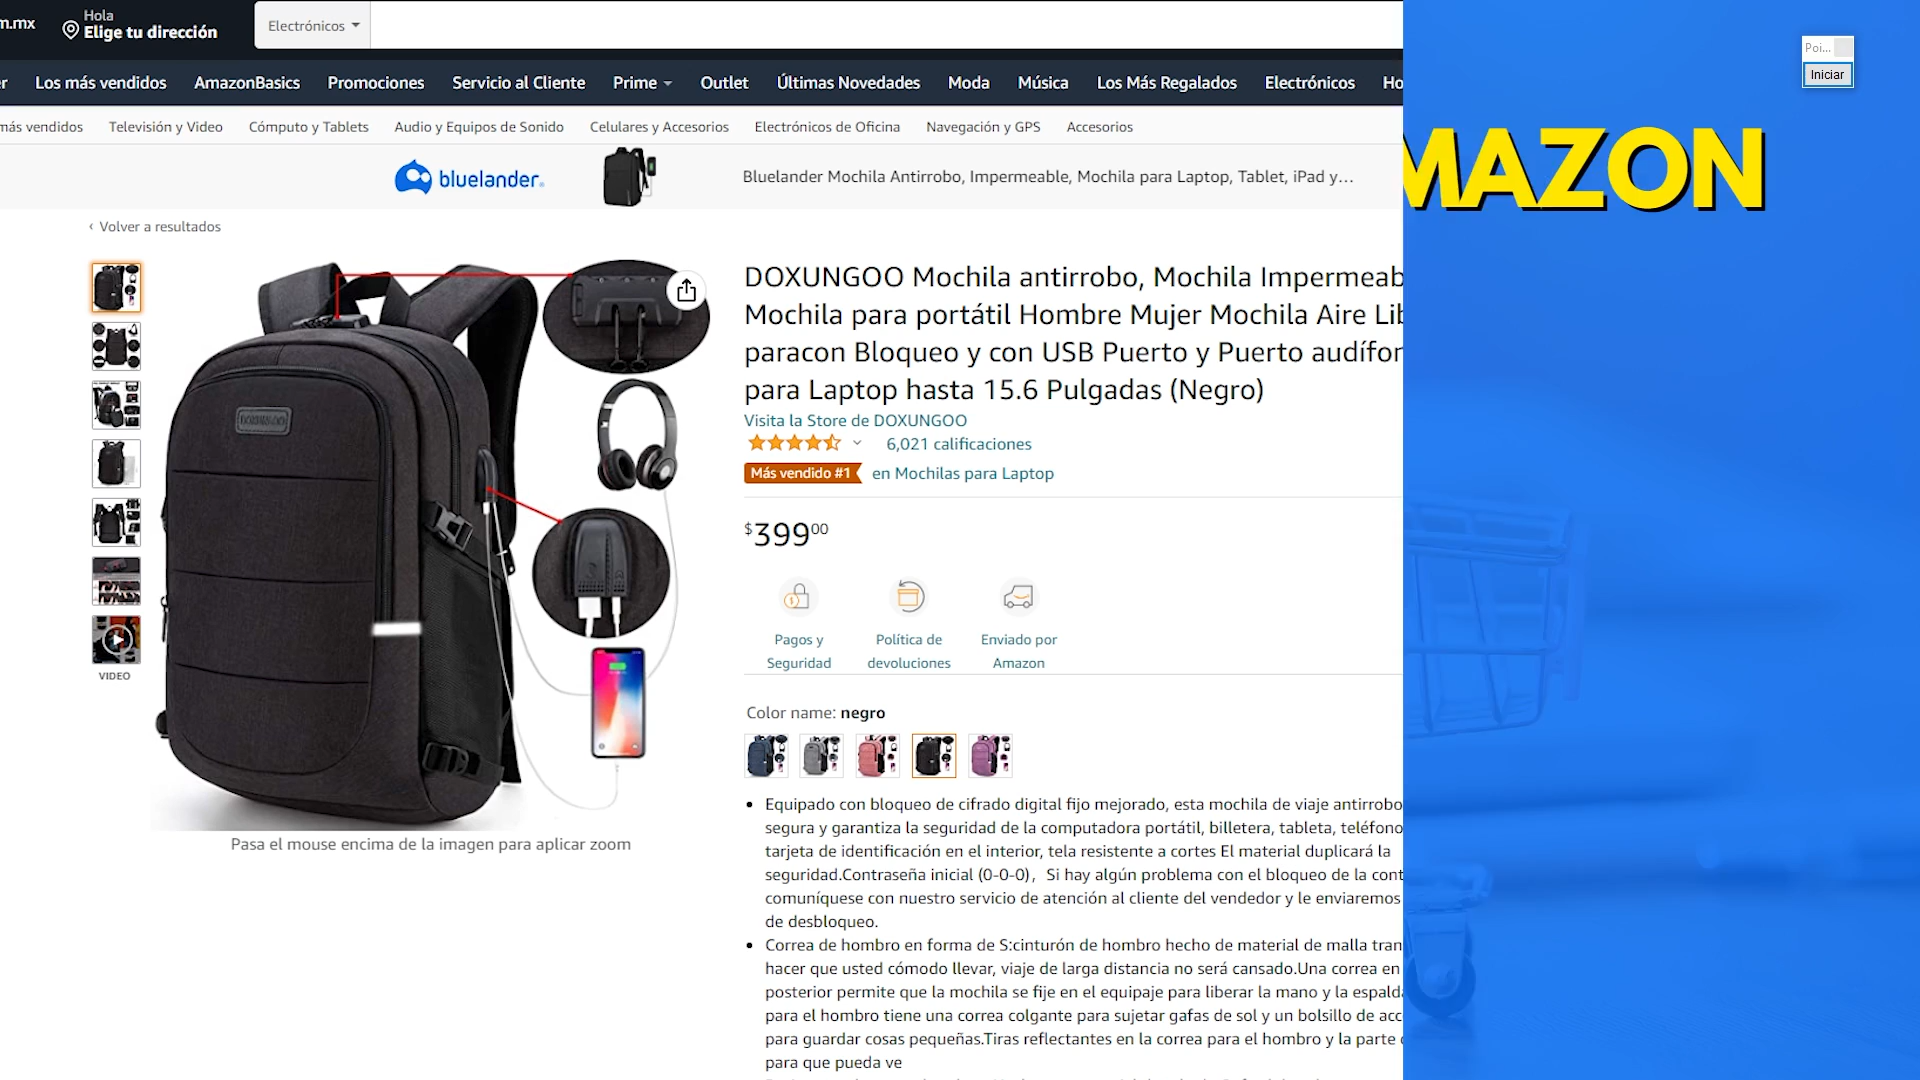 m.mx
Hola
Elige tu dirección
Electrónicos
r Los más vendidos AmazonBasics Promociones Servicio al Cliente Prime Outlet Últimas Novedades Moda Música Los Más Regalados Electrónicos Ho
más vendidos Televisión y Video Cómputo y Tablets Audio y Equipos de Sonido Celulares y Accesorios Electrónicos de Oficina Navegación y GPS Accesorios
bluelander.
Bluelander Mochila Antirrobo, Impermeable, Mochila para Laptop, Tablet, iPad y…
‹ Volver a resultados
DOXUNGOO
VIDEO
Pasa el mouse encima de la imagen para aplicar zoom
DOXUNGOO Mochila antirrobo, Mochila Impermeab
Mochila para portátil Hombre Mujer Mochila Aire Lib
paracon Bloqueo y con USB Puerto y Puerto audífon
para Laptop hasta 15.6 Pulgadas (Negro)
Visita la Store de DOXUNGOO
6,021 calificaciones
Más vendido #1 en Mochilas para Laptop
$39900
Pagos y
Seguridad
Política de
devoluciones
Enviado por
Amazon
Color name: negro
• Equipado con bloqueo de cifrado digital fijo mejorado, esta mochila de viaje antirrobo
segura y garantiza la seguridad de la computadora portátil, billetera, tableta, teléfono
tarjeta de identificación en el interior, tela resistente a cortes El material duplicará la
seguridad.Contraseña inicial (0-0-0)，Si hay algún problema con el bloqueo de la cont
comuníquese con nuestro servicio de atención al cliente del vendedor y le enviaremos
de desbloqueo.
• Correa de hombro en forma de S:cinturón de hombro hecho de material de malla tran
hacer que usted cómodo llevar, viaje de larga distancia no será cansado.Una correa en
posterior permite que la mochila se fije en el equipaje para liberar la mano y la espalda
para el hombro tiene una correa colgante para sujetar gafas de sol y un bolsillo de acc
para guardar cosas pequeñas.Tiras reflectantes en la correa para el hombro y la parte
para que pueda ve
MAZON
Poi...
Iniciar